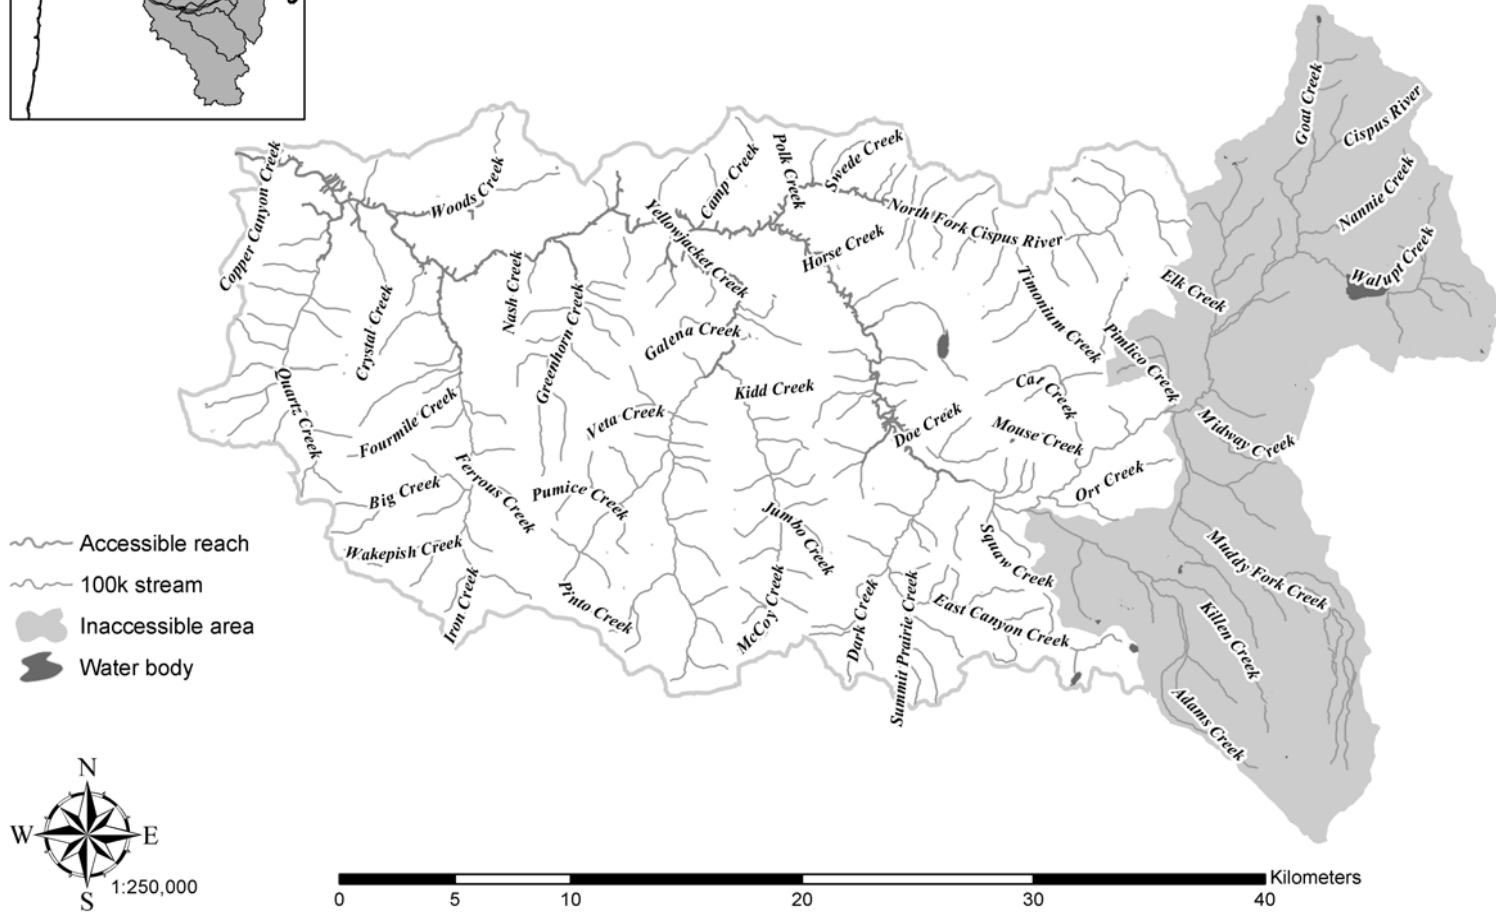 Goat Creek
Cispus River
Nannie Creek
Walupt Creek
Copper Canyon Creek
Woods Creek
Camp Creek
Polk Creek
Swede Creek
Yellowjacket Creek
North Fork Cispus River
Horse Creek
Elk Creek
Timonium Creek
Pimlico Creek
Crystal Creek
Nash Creek
Greenhorn Creek
Galena Creek
Kidd Creek
Cat Creek
Quartz Creek
Fourmile Creek
Veta Creek
Doe Creek
Mouse Creek
Midway Creek
Big Creek
Ferrous Creek
Pumice Creek
Orr Creek
Jumbo Creek
Squaw Creek
Muddy Fork Creek
Wakepish Creek
Iron Creek
Pinto Creek
McCoy Creek
Dark Creek
Summit Prairie Creek
East Canyon Creek
Killen Creek
Adams Creek
Accessible reach
100k stream
Inaccessible area
Water body
N
W E
S
1:250,000
Kilometers
0 5 10 20 30 40